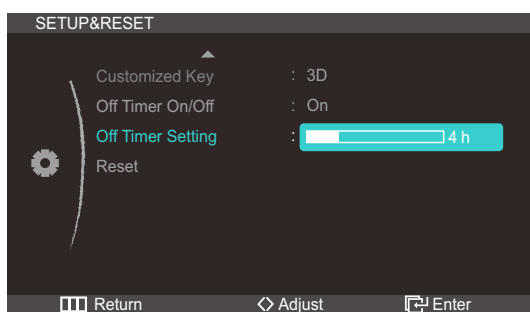 SETUP&RESET
Customized Key : 3D
Off Timer On/Off : On
Off Timer Setting : 4 h
Reset
Return Adjust Enter